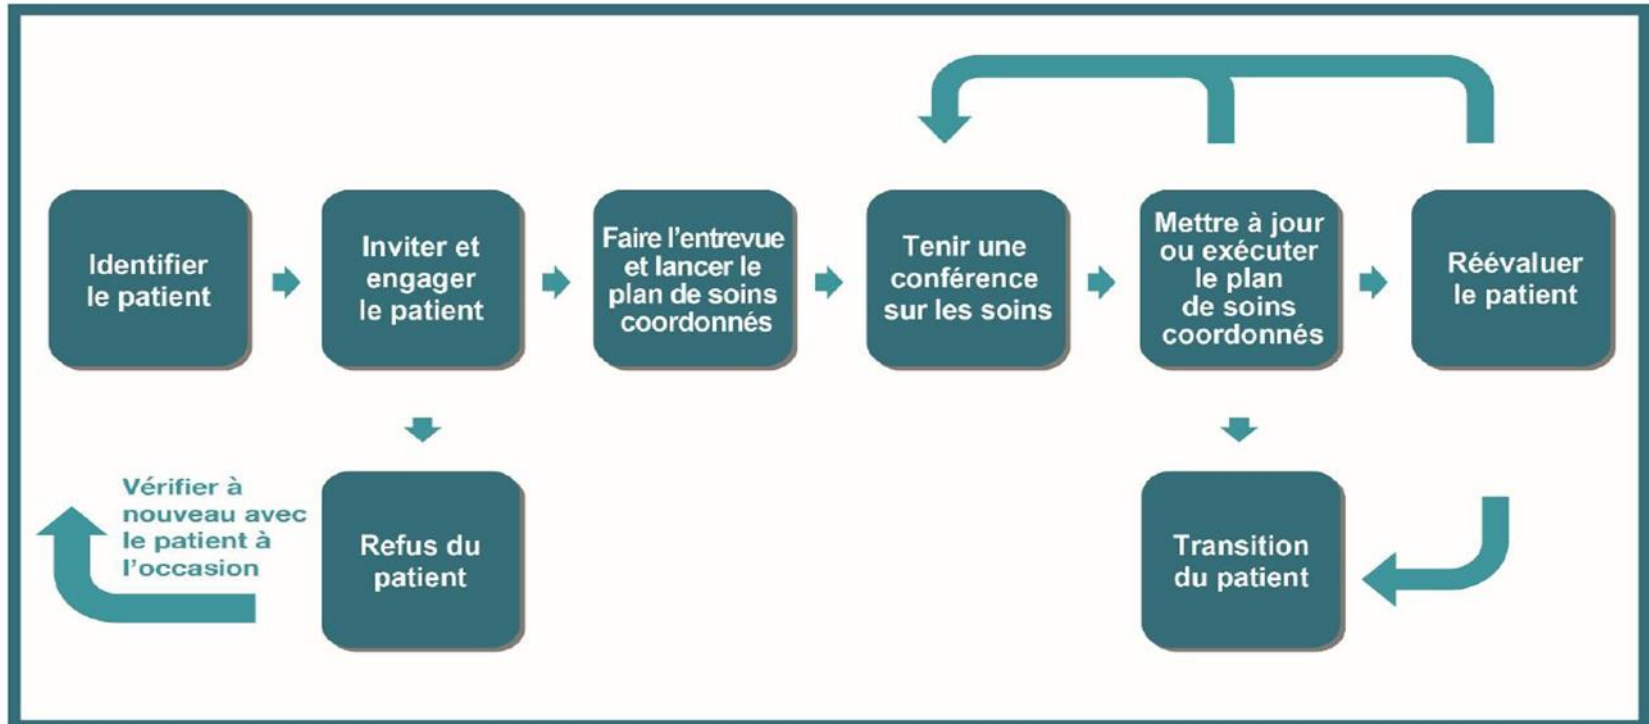 Identifier
le patient
Inviter et
engager
le patient
Faire l'entrevue
et lancer le
plan de soins
coordonnés
Tenir une
conférence
sur les soins
Mettre à jour
ou exécuter
le plan
de soins
coordonnés
Réévaluer
le patient
Vérifier à
nouveau avec
le patient à
l'occasion
Refus du
patient
Transition
du patient